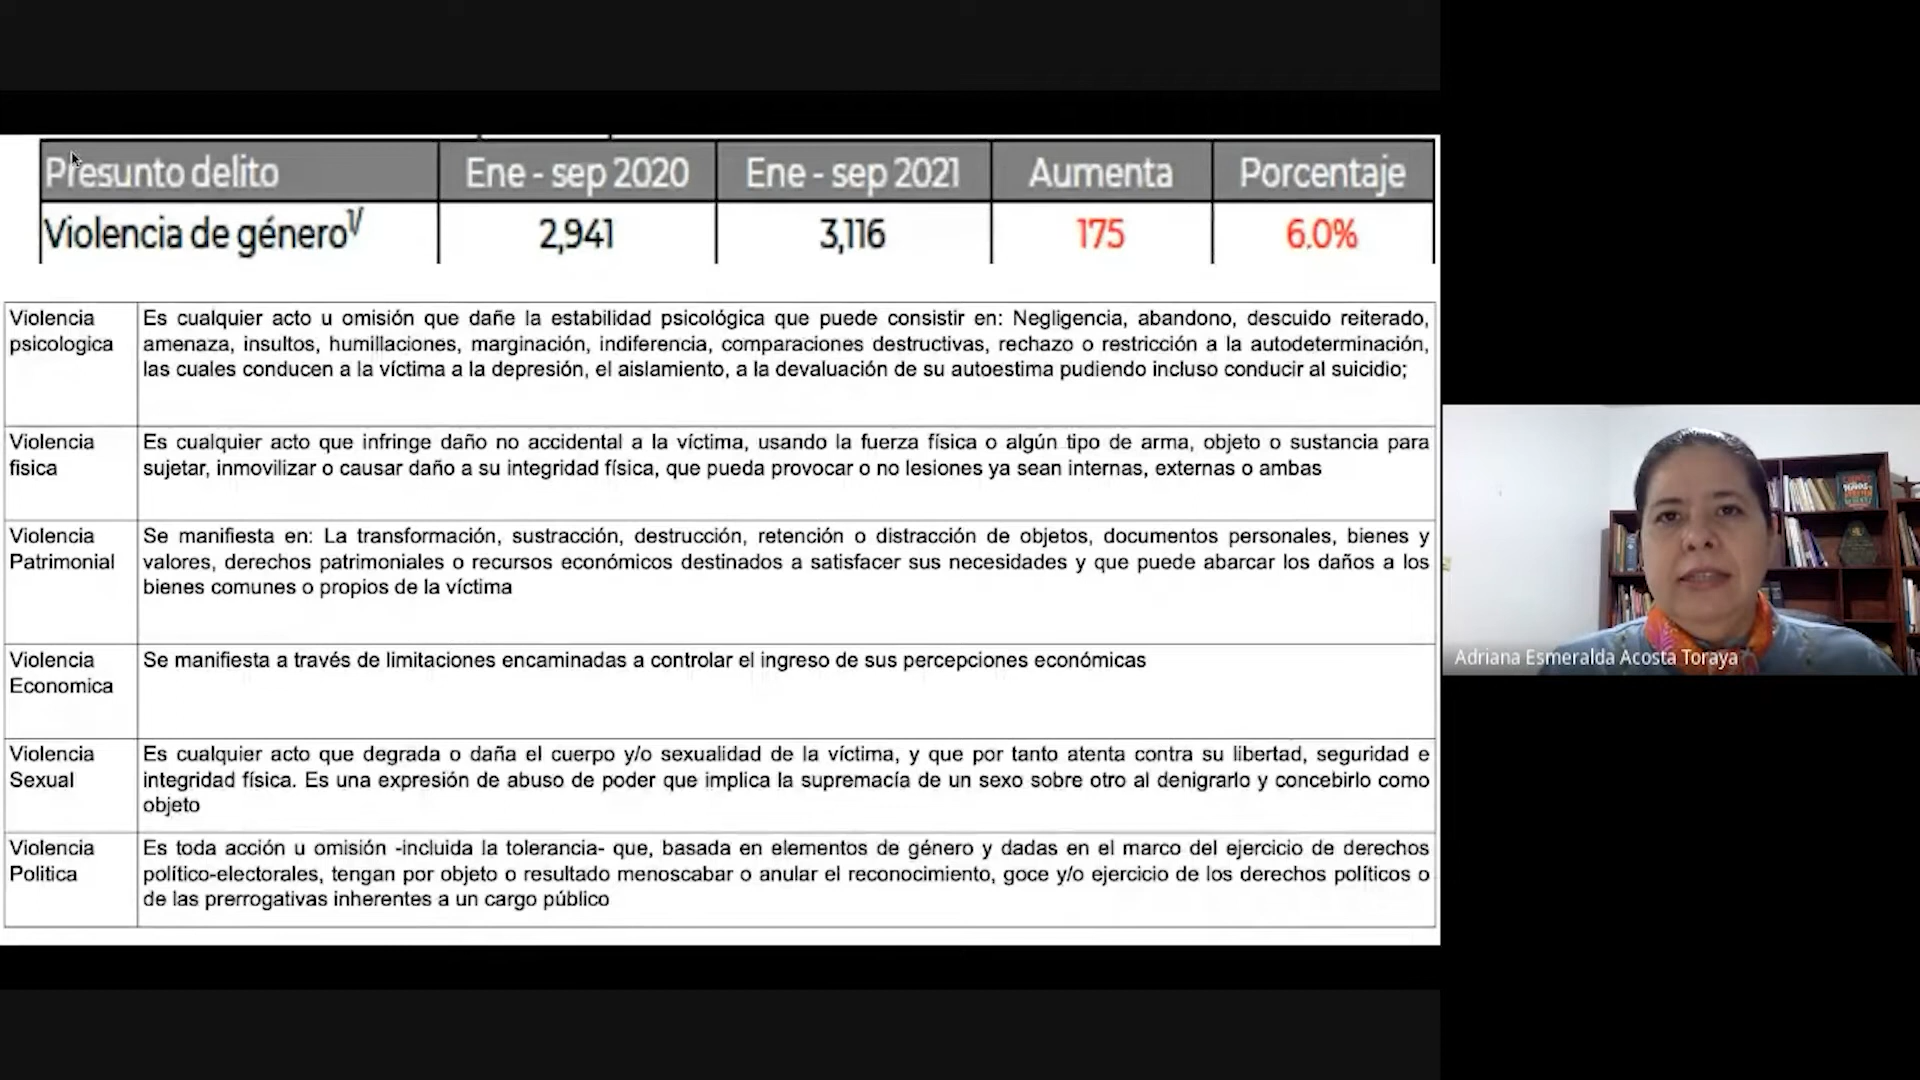 Presunto delito Ene - sep 2020 Ene - sep 2021 Aumenta Porcentaje
Violencia de género1/ 2,941 3,116 175 6.0%
Violencia
psicologica
Es cualquier acto u omisión que dañe la estabilidad psicológica que puede consistir en: Negligencia, abandono, descuido reiterado,
amenaza, insultos, humillaciones, marginación, indiferencia, comparaciones destructivas, rechazo o restricción a la autodeterminación,
las cuales conducen a la víctima a la depresión, el aislamiento, a la devaluación de su autoestima pudiendo incluso conducir al suicidio;
Violencia
fisica
Es cualquier acto que infringe daño no accidental a la víctima, usando la fuerza física o algún tipo de arma, objeto o sustancia para
sujetar, inmovilizar o causar daño a su integridad física, que pueda provocar o no lesiones ya sean internas, externas o ambas
Violencia
Patrimonial
Se manifiesta en: La transformación, sustracción, destrucción, retención o distracción de objetos, documentos personales, bienes y
valores, derechos patrimoniales o recursos económicos destinados a satisfacer sus necesidades y que puede abarcar los daños a los
bienes comunes o propios de la víctima
Violencia
Economica
Se manifiesta a través de limitaciones encaminadas a controlar el ingreso de sus percepciones económicas
Violencia
Sexual
Es cualquier acto que degrada o daña el cuerpo y/o sexualidad de la víctima, y que por tanto atenta contra su libertad, seguridad e
integridad física. Es una expresión de abuso de poder que implica la supremacía de un sexo sobre otro al denigrarlo y concebirlo como
objeto
Violencia
Politica
Es toda acción u omisión -incluida la tolerancia- que, basada en elementos de género y dadas en el marco del ejercicio de derechos
político-electorales, tengan por objeto o resultado menoscabar o anular el reconocimiento, goce y/o ejercicio de los derechos políticos o
de las prerrogativas inherentes a un cargo público
Adriana Esmeralda Acosta Toraya